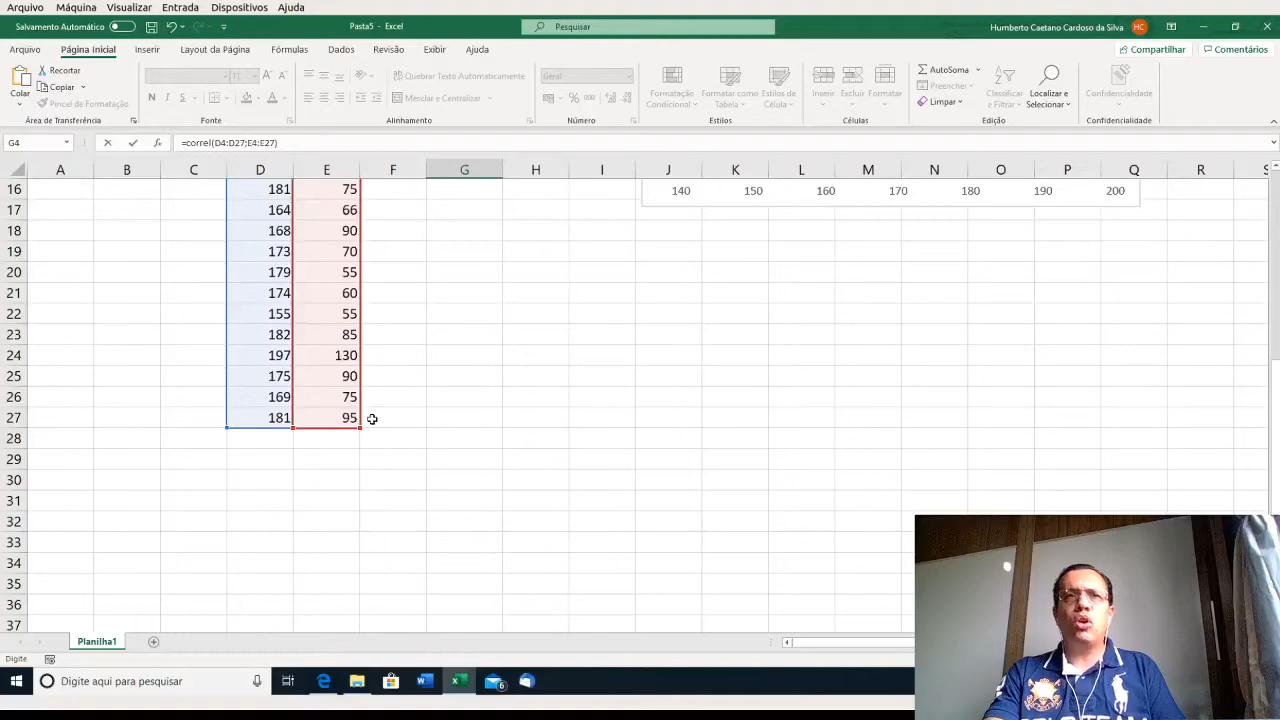 Arquivo Máquina Visualizar Entrada Dispositivos Ajuda
Salvamento Automático Pasta5 - Excel Pesquisar Humberto Caetano Cardoso da Silva HC
Arquivo Página Inicial Inserir Layout da Página Fórmulas Dados Revisão Exibir Ajuda Compartilhar Comentários
Colar Recortar Copiar Pincel de Formatação
11 A A N I S A
Quebrar Texto Automaticamente Mesclar e Centralizar
Geral % 000
Formatação Condicional Formatar como Tabela Estilos de Célula
Inserir Excluir Formatar
AutoSoma Preencher Limpar Classificar e Filtrar Localizar e Selecionar
Confidencialidade
Área de Transferência Fonte Alinhamento Número Estilos Células Edição Confidencialidade
G4 fx =correl(D4:D27;E4:E27)
A B C D E F G H I J K L M N O P Q R S
16 181 75 140 150 160 170 180 190 200
17 164 66
18 168 90
19 173 70
20 179 55
21 174 60
22 155 55
23 182 85
24 197 130
25 175 90
26 169 75
27 181 95
28
29
30
31
32
33
34
35
36
37
Planilha1
Digite
Digite aqui para pesquisar 6